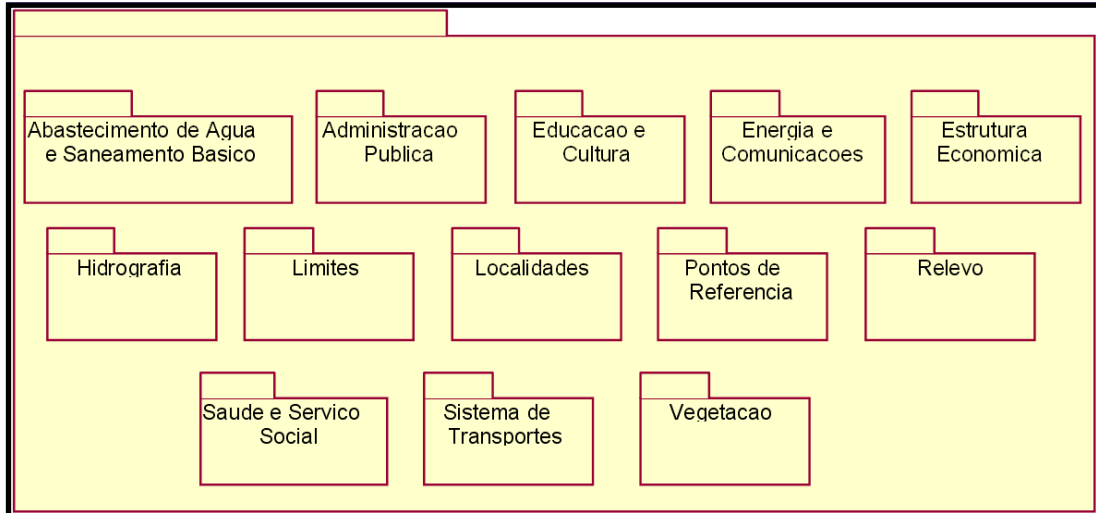 Abastecimento de Agua
e Saneamento Basico
Administracao
Publica
Educacao e
Cultura
Energia e
Comunicacoes
Estrutura
Economica
Hidrografia
Limites
Localidades
Pontos de
Referencia
Relevo
Saude e Servico
Social
Sistema de
Transportes
Vegetacao